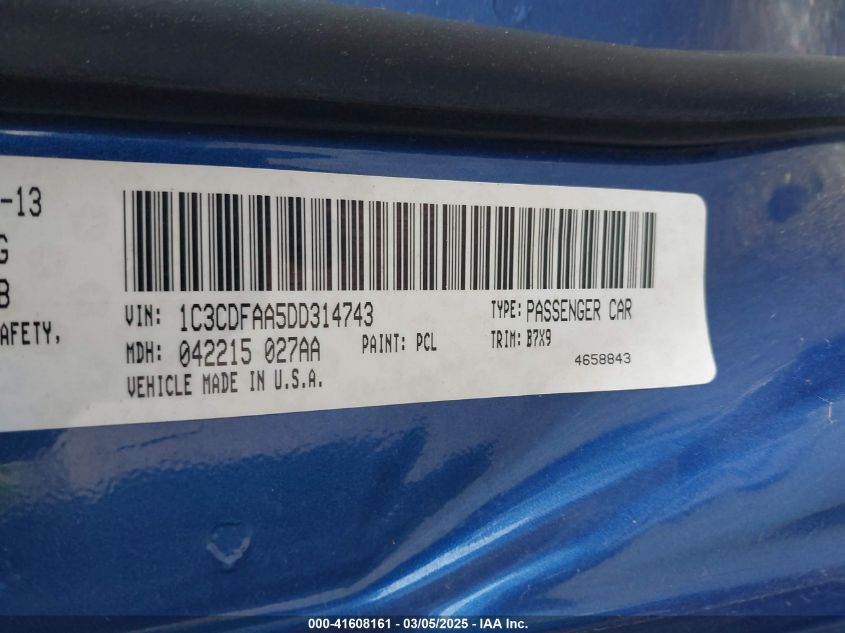 -13
G
B
AFETY,
VIN: 1C3CDFAA5DD314743
TYPE: PASSENGER CAR
MDH: 042215 027AA
PAINT: PCL
TRIM: B7X9
VEHICLE MADE IN U.S.A.
4658843
000-41608161 - 03/05/2025 - IAA Inc.